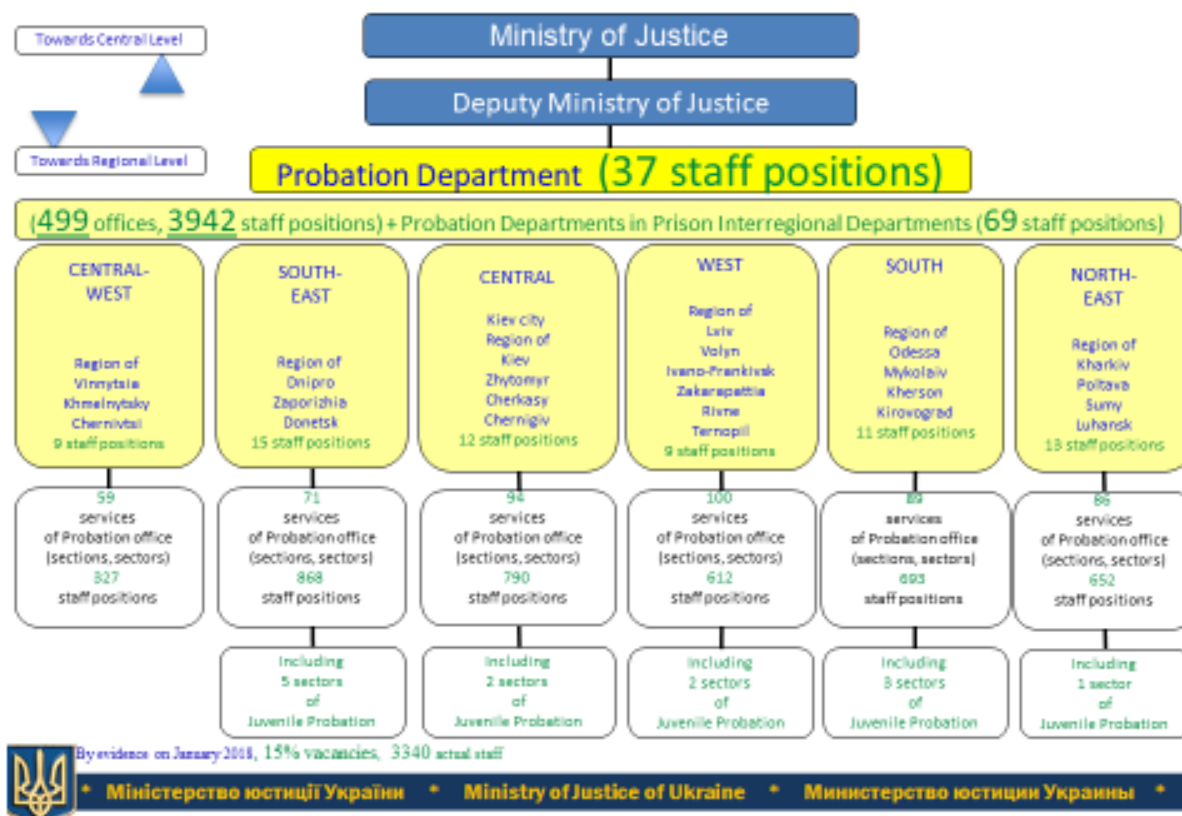 Towards Central Level
Ministry of Justice
Deputy Ministry of Justice
Towards Regional Level
Probation Department (37 staff positions)
(499 offices, 3942 staff positions) + Probation Departments in Prison Interregional Departments (69 staff positions)
CENTRAL-
WEST
Region of
Vinnytsia
Khmelnytsky
Chernivtsi
9 staff positions
SOUTH-
EAST
Region of
Dnipro
Zaporizhia
Donetsk
15 staff positions
CENTRAL
Kiev city
Region of
Kiev
Zhytomyr
Cherkasy
Chernigiv
12 staff positions
WEST
Region of
Lviv
Volyn
Ivano-Frankivsk
Zakarapattia
Rivne
Ternopil
9 staff positions
SOUTH
Region of
Odessa
Mykolaiv
Kherson
Kirovograd
11 staff positions
NORTH-
EAST
Region of
Kharkiv
Poltava
Sumy
Luhansk
13 staff positions
59
services
of Probation office
(sections, sectors)
327
staff positions
71
services
of Probation office
(sections, sectors)
868
staff positions
94
services
of Probation office
(sections, sectors)
790
staff positions
100
services
of Probation office
(sections, sectors)
612
staff positions
89
services
of Probation office
(sections, sectors)
693
staff positions
86
services
of Probation office
(sections, sectors)
652
staff positions
Including
5 sectors
of
Juvenile Probation
Including
2 sectors
of
Juvenile Probation
Including
2 sectors
of
Juvenile Probation
Including
3 sectors
of
Juvenile Probation
Including
1 sector
of
Juvenile Probation
By evidence on January 2018, 15% vacancies, 3340 actual staff
* Міністерство юстиції України * Ministry of Justice of Ukraine * Министерство юстиции Украины *